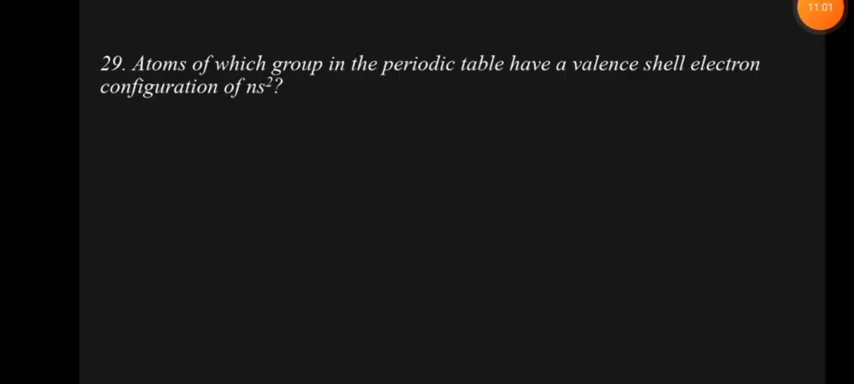 11:01
29. Atoms of which group in the periodic table have a valence shell electron
configuration of ns²?